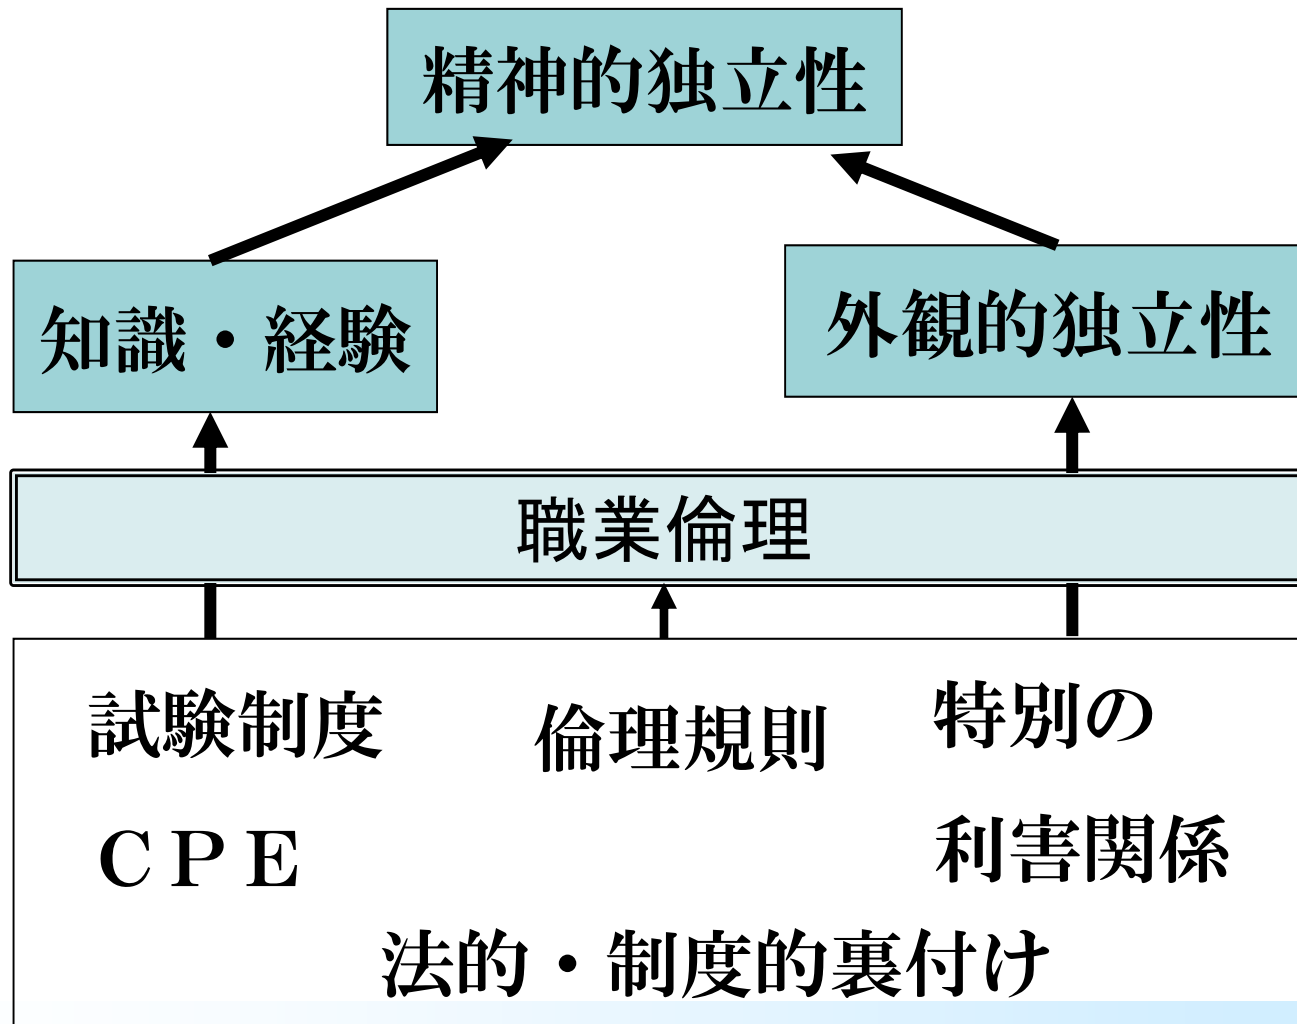 精神的独立性
知識・経験
外観的独立性
職業倫理
試験制度
倫理規則
特別の
ＣＰＥ
利害関係
法的・制度的裏付け